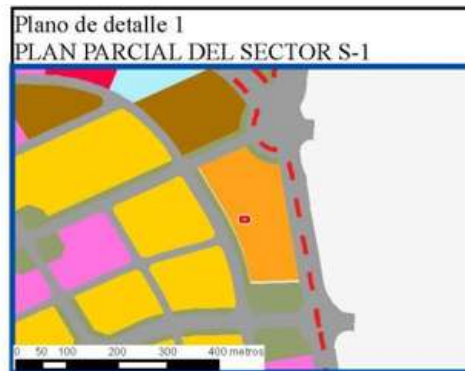 Plano de detalle 1
PLAN PARCIAL DEL SECTOR S-1
0 50 100 200 300 400 metros